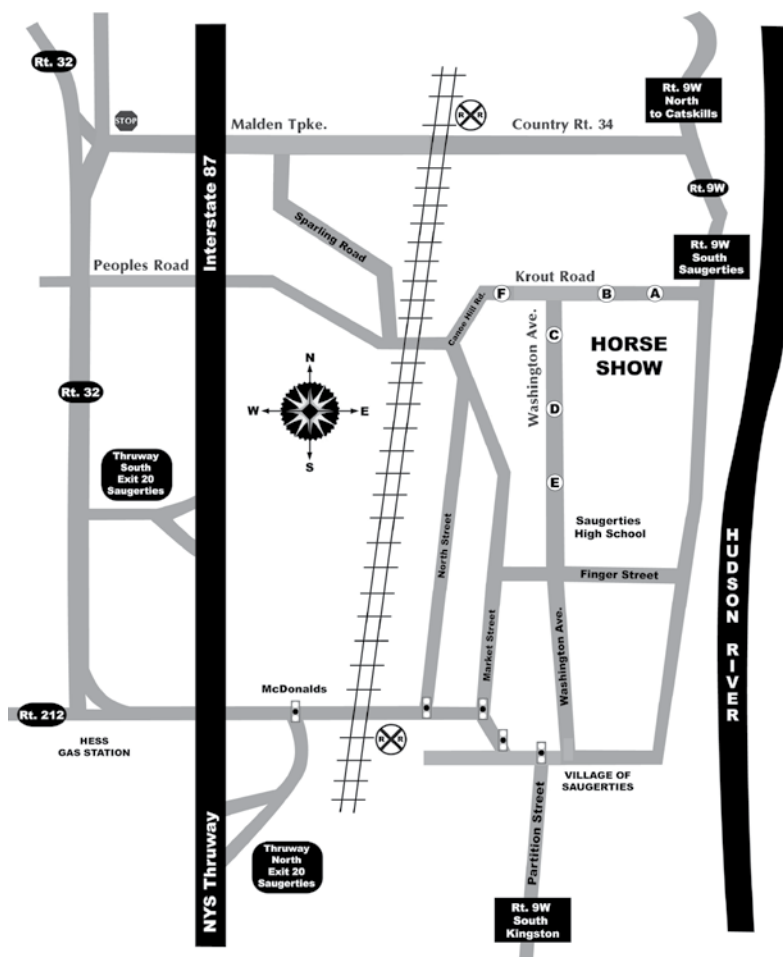 Rt. 32
STOP
Malden Tpke.
R R
Country Rt. 34
Rt. 9W
North
to Catskills
Rt. 9W
Rt. 9W
South
Saugerties
Interstate 87
Sparling Road
Peoples Road
Krout Road
Canoe Hill Rd.
F
B
A
C
D
E
Washington Ave.
HORSE
SHOW
N
W
E
S
Rt. 32
Thruway
South
Exit 20
Saugerties
Saugerties
High School
North Street
Finger Street
Market Street
Washington Ave.
HUDSON RIVER
McDonalds
Rt. 212
HESS
GAS STATION
R R
VILLAGE OF
SAUGERTIES
Partition Street
NYS Thruway
Thruway
North
Exit 20
Saugerties
Rt. 9W
South
Kingston